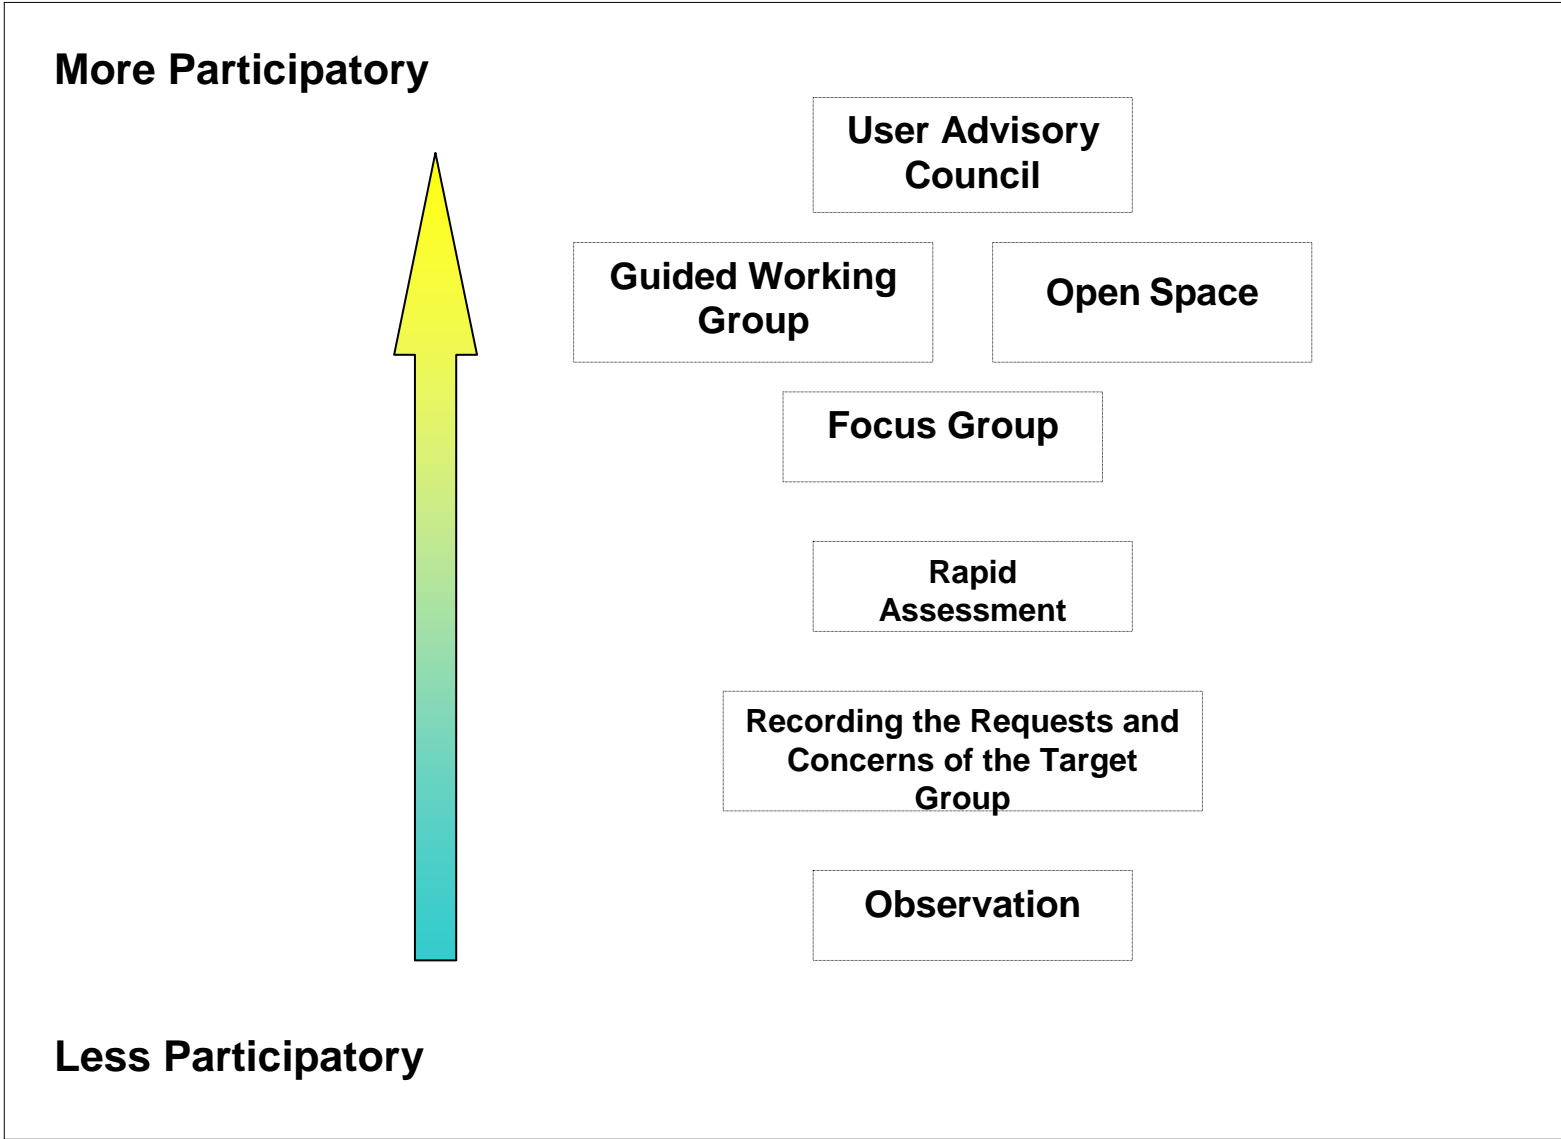 More Participatory
User Advisory
Council
Guided Working
Group
Open Space
Focus Group
Rapid
Assessment
Recording the Requests and
Concerns of the Target
Group
Observation
Less Participatory